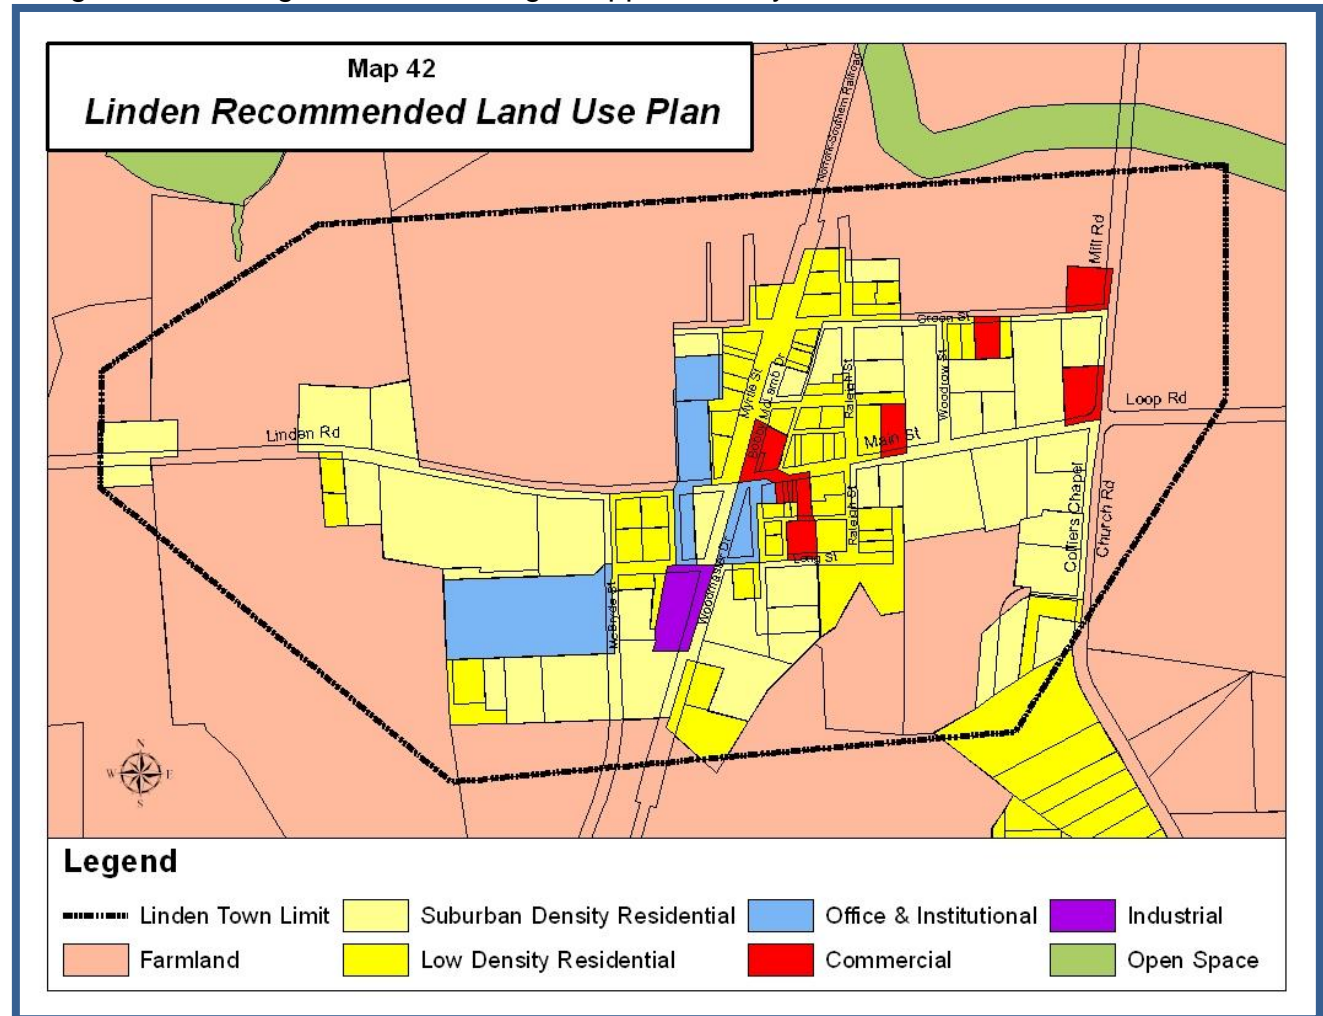 Map 42
Linden Recommended Land Use Plan
Norfolk-Southern Railroad
Mill Rd
Green St
Myrtle St
McLamb Dr
Bobby
Raleigh St
Woodrow St
Loop Rd
Main St
Linden Rd
Raleigh St
Colliers Chapel
Church Rd
Long St
McBryde St
N
W
E
S
Legend
Linden Town Limit
Suburban Density Residential
Office & Institutional
Industrial
Farmland
Low Density Residential
Commercial
Open Space